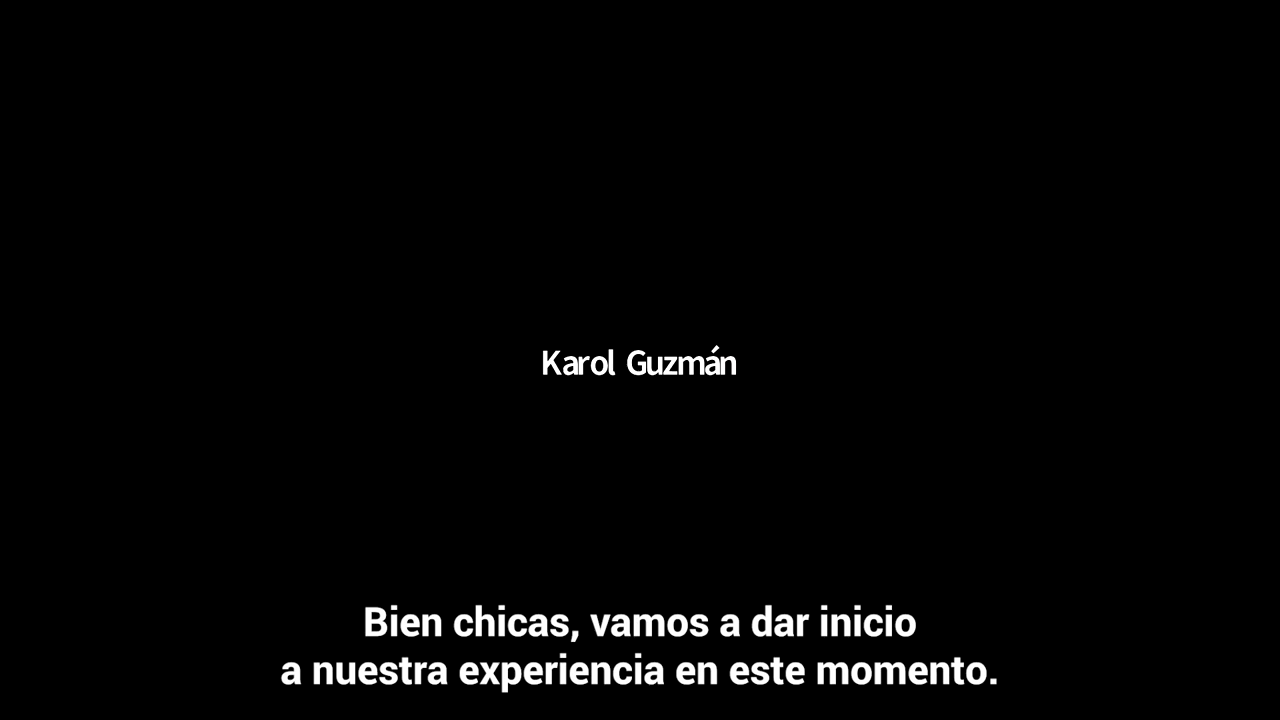 Karol Guzmán
Bien chicas, vamos a dar inicio
a nuestra experiencia en este momento.